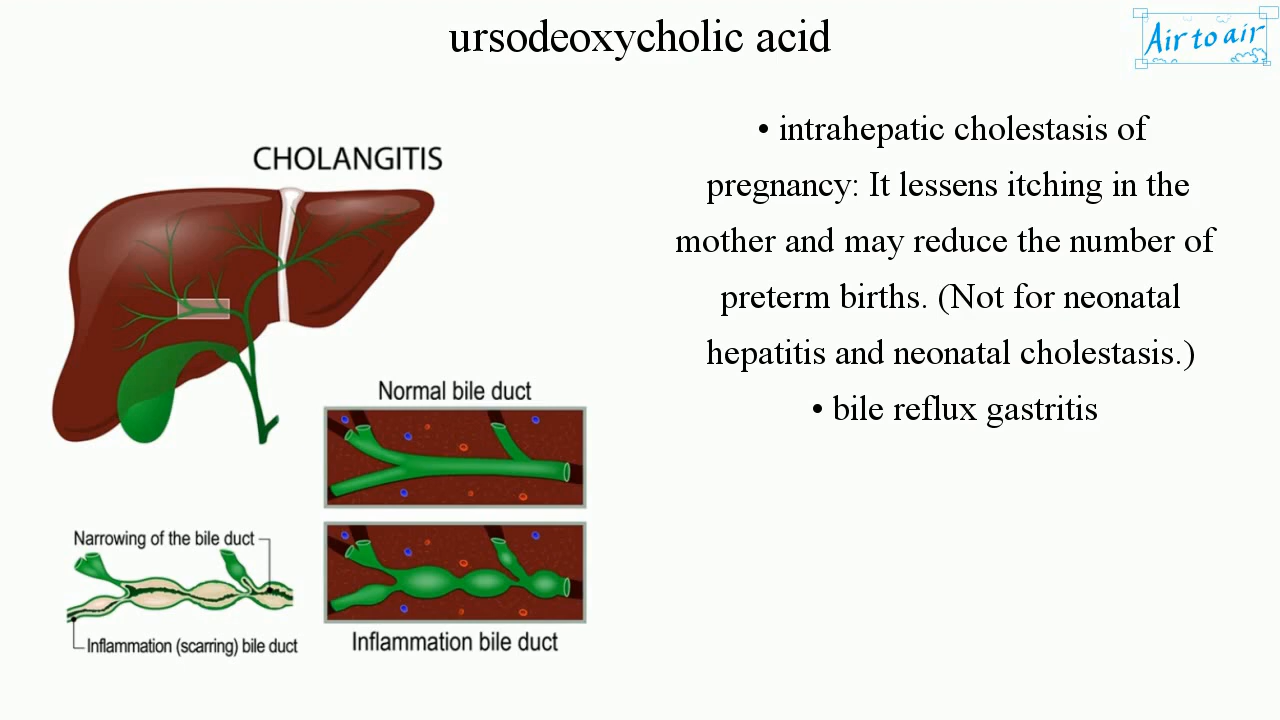 ursodeoxycholic acid
Air to air
CHOLANGITIS
Normal bile duct
Narrowing of the bile duct
Inflammation (scarring) bile duct
Inflammation bile duct
• intrahepatic cholestasis of
pregnancy: It lessens itching in the
mother and may reduce the number of
preterm births. (Not for neonatal
hepatitis and neonatal cholestasis.)
• bile reflux gastritis